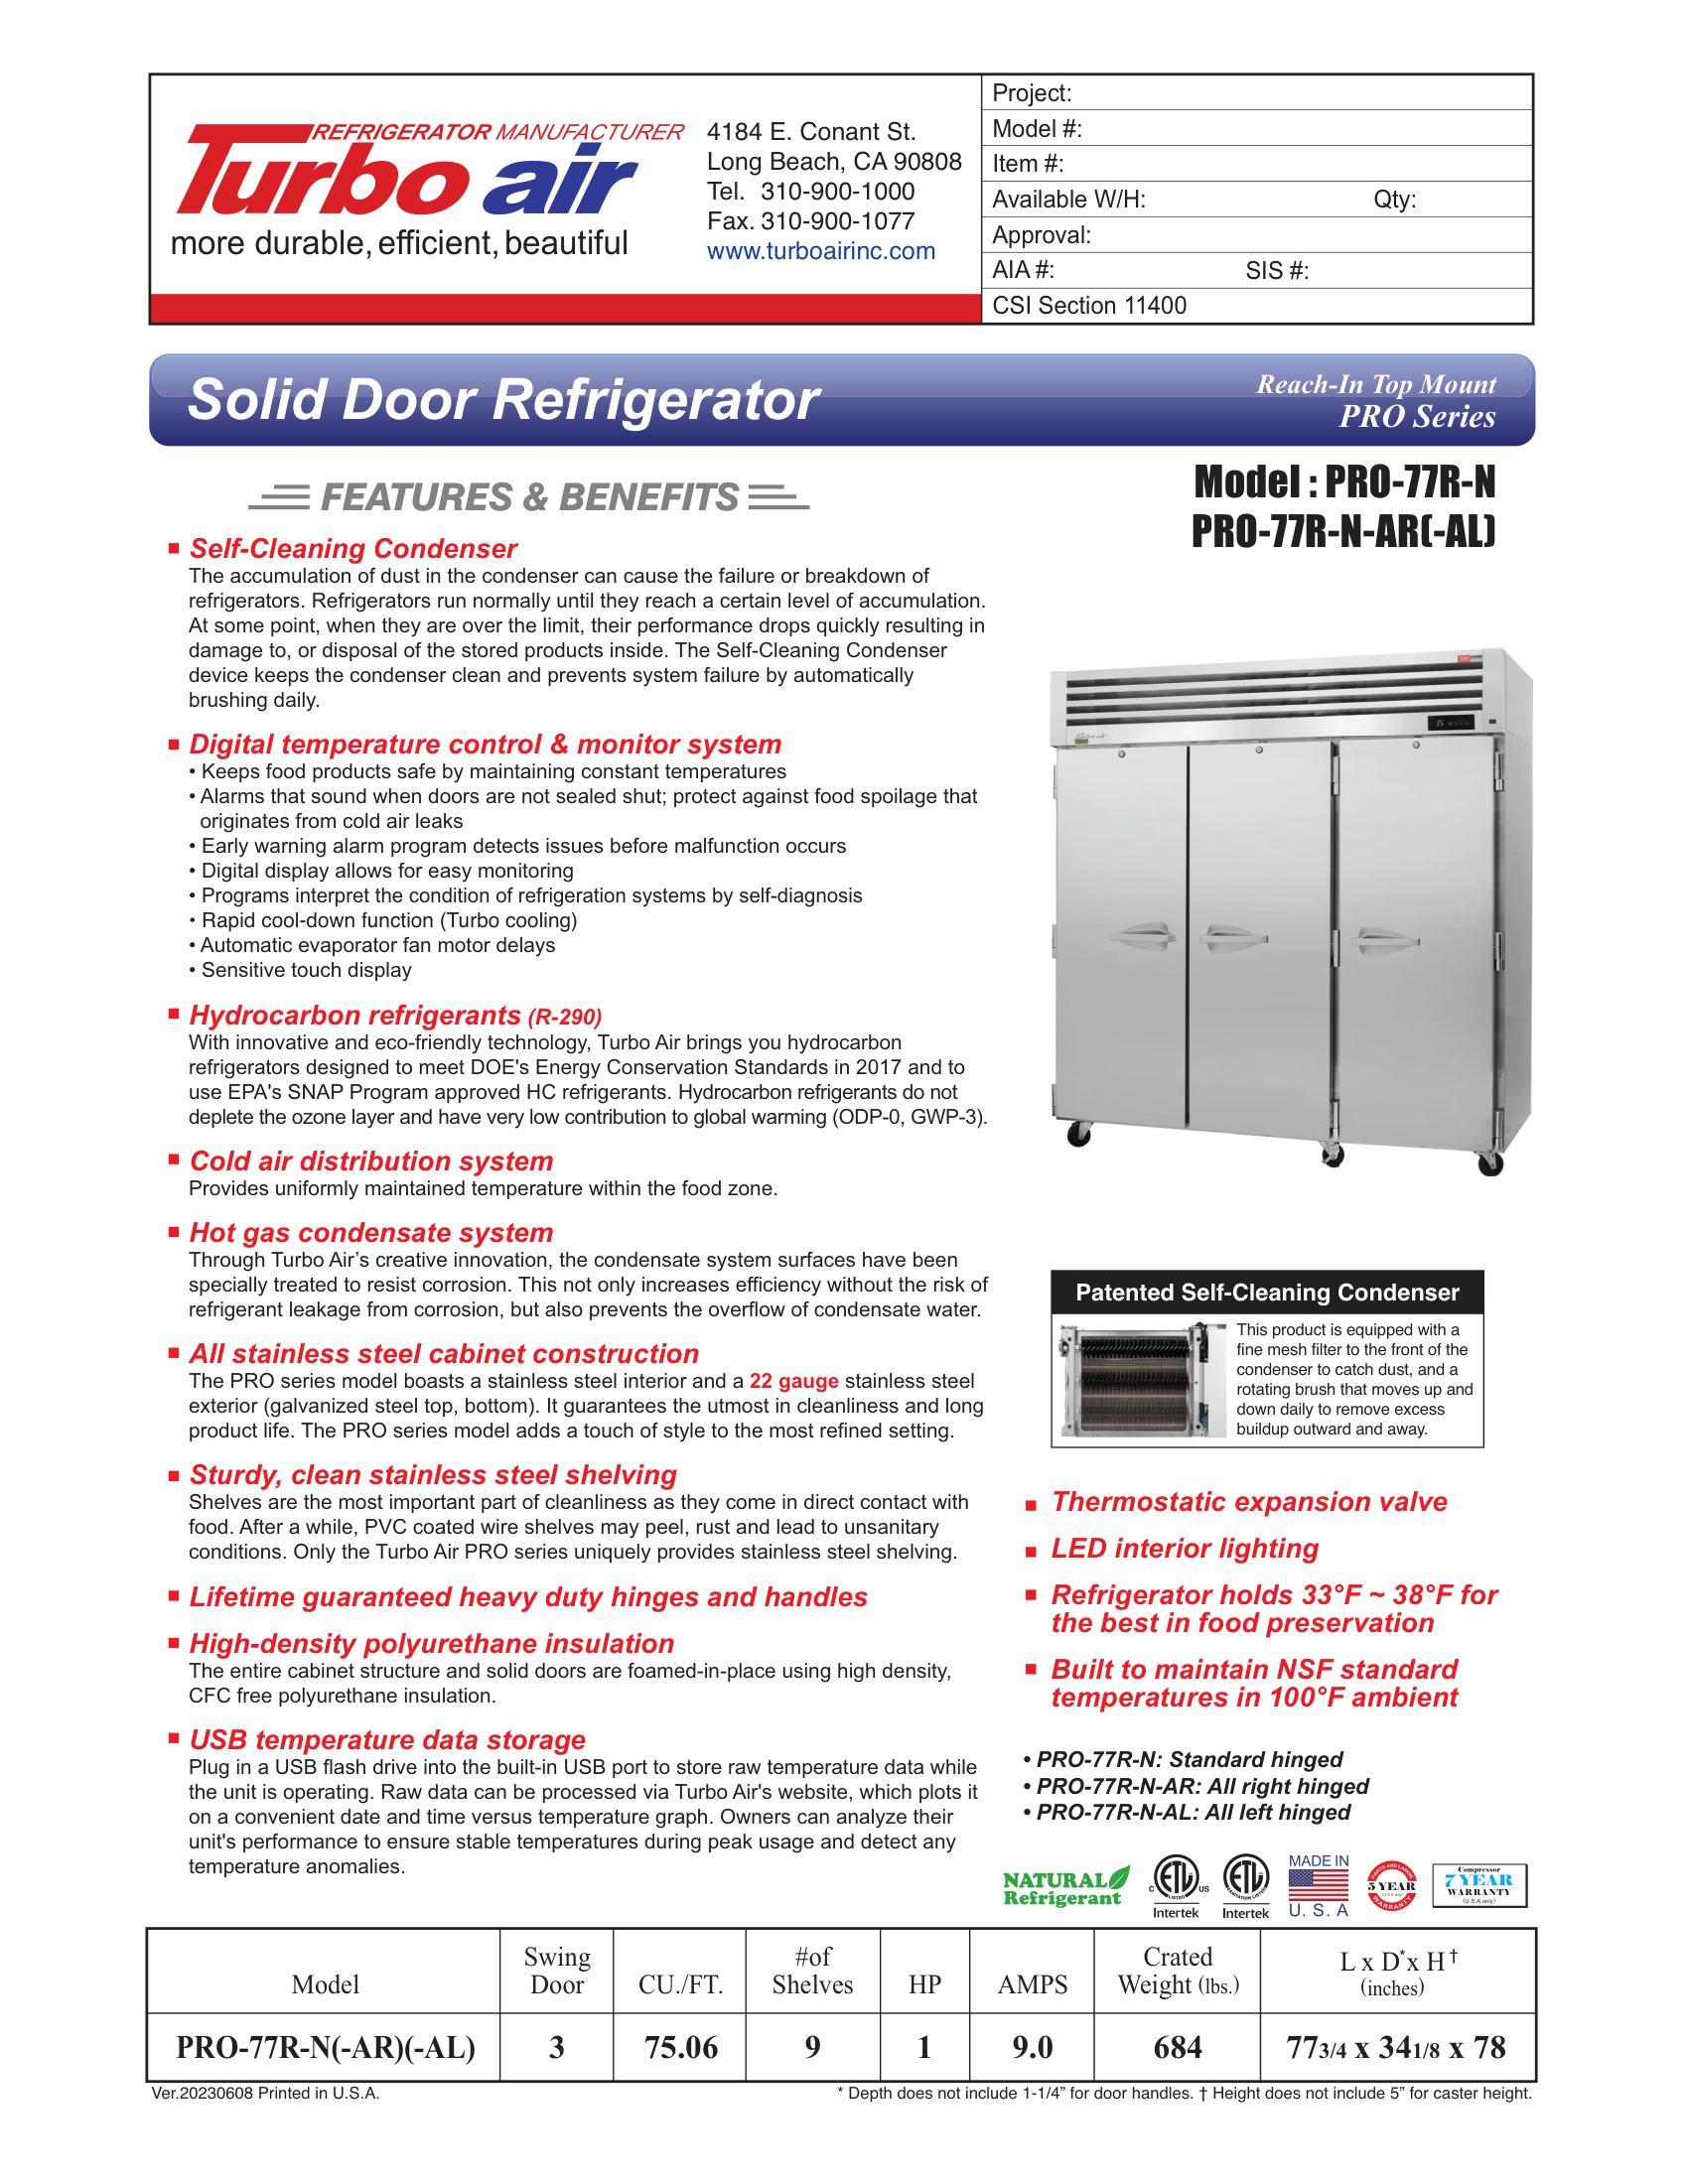 REFRIGERATOR MANUFACTURER
Turbo air
more durable, efficient, beautiful
4184 E. Conant St.
Long Beach, CA 90808
Tel. 310-900-1000
Fax. 310-900-1077
www.turboairinc.com
Project:
Model #:
Item #:
Available W/H: Qty:
Approval:
AIA #: SIS #:
CSI Section 11400
Solid Door Refrigerator
Reach-In Top Mount
PRO Series
FEATURES & BENEFITS
Model : PRO-77R-N
PRO-77R-N-AR(-AL)
Self-Cleaning Condenser
The accumulation of dust in the condenser can cause the failure or breakdown of
refrigerators. Refrigerators run normally until they reach a certain level of accumulation.
At some point, when they are over the limit, their performance drops quickly resulting in
damage to, or disposal of the stored products inside. The Self-Cleaning Condenser
device keeps the condenser clean and prevents system failure by automatically
brushing daily.
Digital temperature control & monitor system
• Keeps food products safe by maintaining constant temperatures
• Alarms that sound when doors are not sealed shut; protect against food spoilage that
originates from cold air leaks
• Early warning alarm program detects issues before malfunction occurs
• Digital display allows for easy monitoring
• Programs interpret the condition of refrigeration systems by self-diagnosis
• Rapid cool-down function (Turbo cooling)
• Automatic evaporator fan motor delays
• Sensitive touch display
Hydrocarbon refrigerants (R-290)
With innovative and eco-friendly technology, Turbo Air brings you hydrocarbon
refrigerators designed to meet DOE's Energy Conservation Standards in 2017 and to
use EPA's SNAP Program approved HC refrigerants. Hydrocarbon refrigerants do not
deplete the ozone layer and have very low contribution to global warming (ODP-0, GWP-3).
Cold air distribution system
Provides uniformly maintained temperature within the food zone.
Hot gas condensate system
Through Turbo Air’s creative innovation, the condensate system surfaces have been
specially treated to resist corrosion. This not only increases efficiency without the risk of
refrigerant leakage from corrosion, but also prevents the overflow of condensate water.
All stainless steel cabinet construction
The PRO series model boasts a stainless steel interior and a 22 gauge stainless steel
exterior (galvanized steel top, bottom). It guarantees the utmost in cleanliness and long
product life. The PRO series model adds a touch of style to the most refined setting.
Sturdy, clean stainless steel shelving
Shelves are the most important part of cleanliness as they come in direct contact with
food. After a while, PVC coated wire shelves may peel, rust and lead to unsanitary
conditions. Only the Turbo Air PRO series uniquely provides stainless steel shelving.
Lifetime guaranteed heavy duty hinges and handles
High-density polyurethane insulation
The entire cabinet structure and solid doors are foamed-in-place using high density,
CFC free polyurethane insulation.
USB temperature data storage
Plug in a USB flash drive into the built-in USB port to store raw temperature data while
the unit is operating. Raw data can be processed via Turbo Air's website, which plots it
on a convenient date and time versus temperature graph. Owners can analyze their
unit's performance to ensure stable temperatures during peak usage and detect any
temperature anomalies.
Patented Self-Cleaning Condenser
This product is equipped with a
fine mesh filter to the front of the
condenser to catch dust, and a
rotating brush that moves up and
down daily to remove excess
buildup outward and away.
Thermostatic expansion valve
LED interior lighting
Refrigerator holds 33°F ~ 38°F for
the best in food preservation
Built to maintain NSF standard
temperatures in 100°F ambient
• PRO-77R-N: Standard hinged
• PRO-77R-N-AR: All right hinged
• PRO-77R-N-AL: All left hinged
NATURAL
Refrigerant
C ETL US
LISTED
Intertek
ETL
SANITATION LISTED
Intertek
MADE IN
U. S. A
PARTS AND LABOR
5 YEAR
(U.S.A only)
WARRANTY
Compressor
7 YEAR
WARRANTY
(U.S.A only)
Model Swing Door CU./FT. #of Shelves HP AMPS Crated Weight (lbs.) L x D* x H† (inches)
PRO-77R-N(-AR)(-AL) 3 75.06 9 1 9.0 684 77 3/4 x 34 1/8 x 78
Ver.20230608 Printed in U.S.A.
* Depth does not include 1-1/4” for door handles. † Height does not include 5” for caster height.